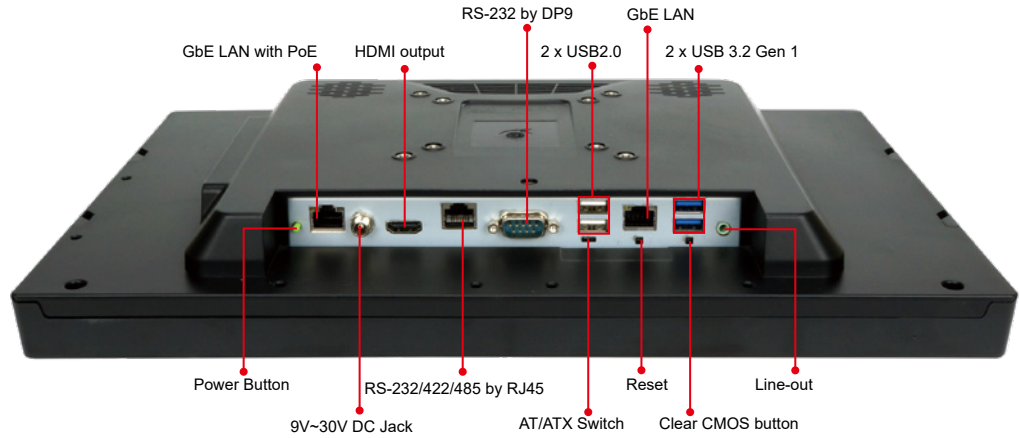 RS-232 by DP9
GbE LAN
GbE LAN with PoE
HDMI output
2 x USB2.0
2 x USB 3.2 Gen 1
Power Button
RS-232/422/485 by RJ45
Reset
Line-out
9V~30V DC Jack
AT/ATX Switch
Clear CMOS button